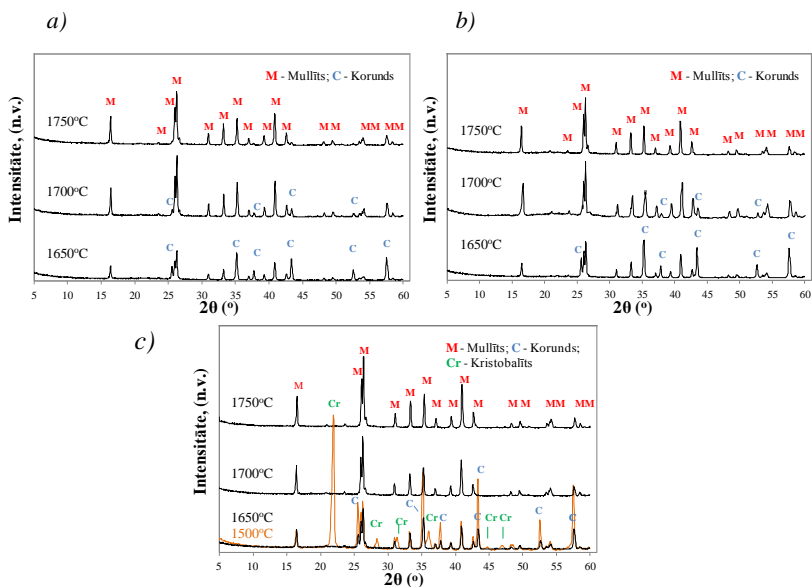 a)
M - Mullīts; C - Korunds
M M M M M M M M M M M M M M MM MM
1750°C
1700°C
C C C C
1650°C
C C C C C C
Intensitāte, (n.v.)
5 10 15 20 25 30 35 40 45 50 55 60
2θ (°)
b)
M - Mullīts; C - Korunds
M M M M M M M M M M M M M M M MM
1750°C
1700°C
C C C C
1650°C
C C C C C C
Intensitāte, (n.v.)
5 10 15 20 25 30 35 40 45 50 55 60
2θ (°)
c)
M - Mullīts; C - Korunds;
Cr - Kristobalīts
M M M M M M M M M M M M MM MM
1750°C
Cr
1700°C
C C C
1650°C
1500°C
C Cr Cr Cr C C Cr Cr C C
Intensitāte, (n.v.)
5 10 15 20 25 30 35 40 45 50 55 60
2θ (°)